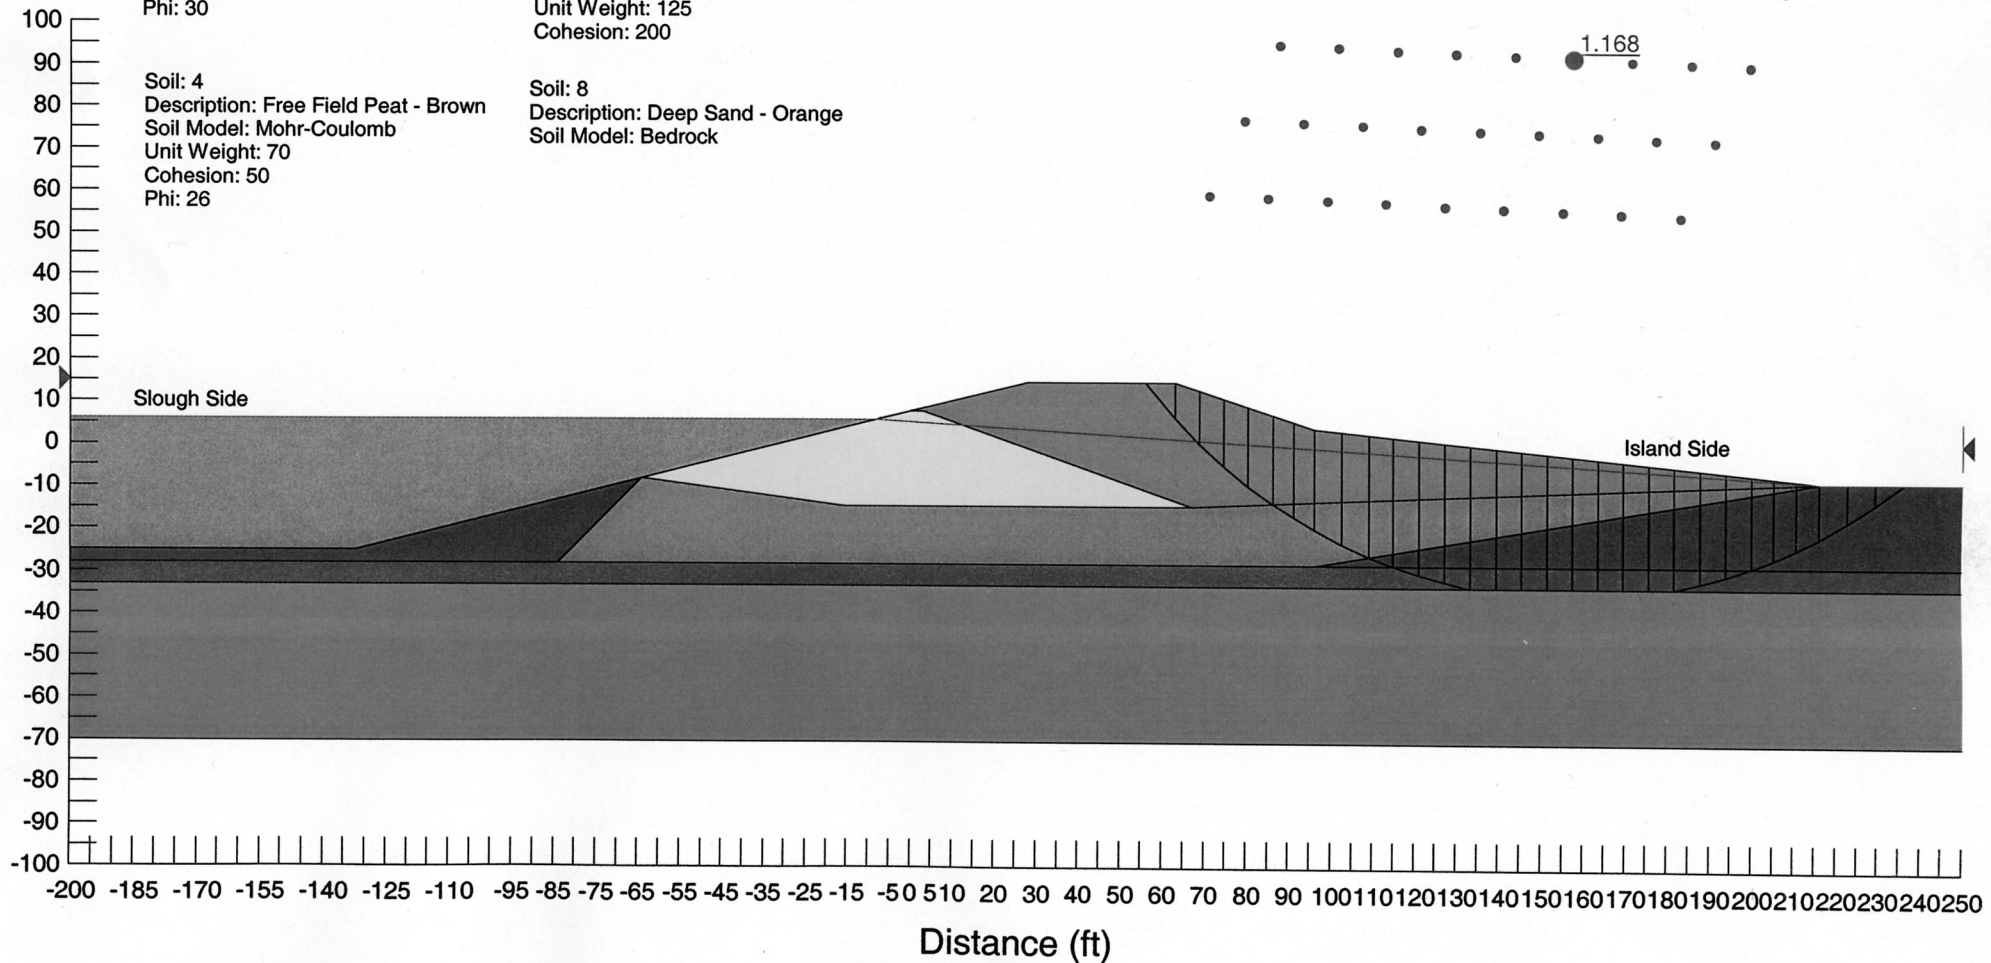 Phi: 30
Unit Weight: 125
Cohesion: 200
Soil: 4
Description: Free Field Peat - Brown
Soil Model: Mohr-Coulomb
Unit Weight: 70
Cohesion: 50
Phi: 26
Soil: 8
Description: Deep Sand - Orange
Soil Model: Bedrock
1.168
100
90
80
70
60
50
40
30
20
10
0
-10
-20
-30
-40
-50
-60
-70
-80
-90
-100
Slough Side
Island Side
-200 -185 -170 -155 -140 -125 -110 -95 -85 -75 -65 -55 -45 -35 -25 -15 -5 0 5 10 20 30 40 50 60 70 80 90 100 110 120 130 140 150 160 170 180 190 200 210 220 230 240 250
Distance (ft)